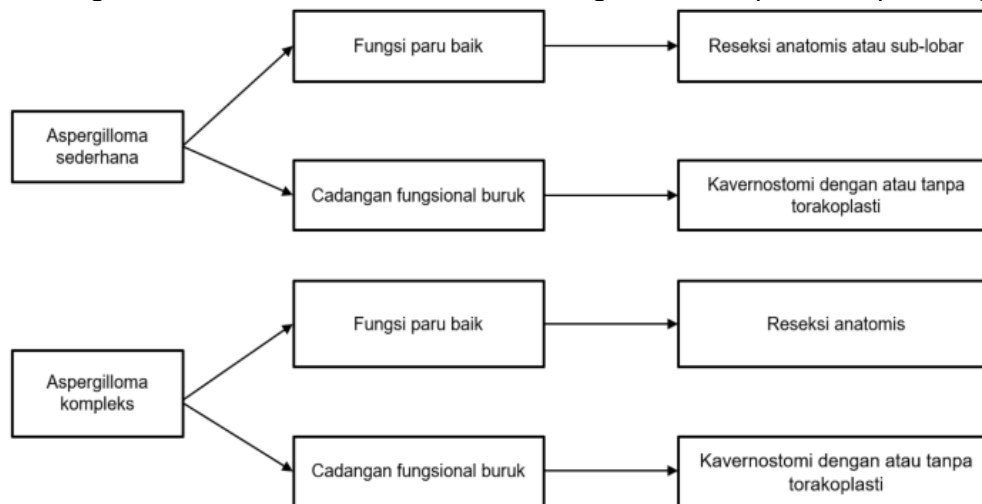 Fungsi paru baik
Reseksi anatomis atau sub-lobar
Aspergilloma
sederhana
Cadangan fungsional buruk
Kavernostomi dengan atau tanpa
torakoplasti
Fungsi paru baik
Reseksi anatomis
Aspergilloma
kompleks
Cadangan fungsional buruk
Kavernostomi dengan atau tanpa
torakoplasti